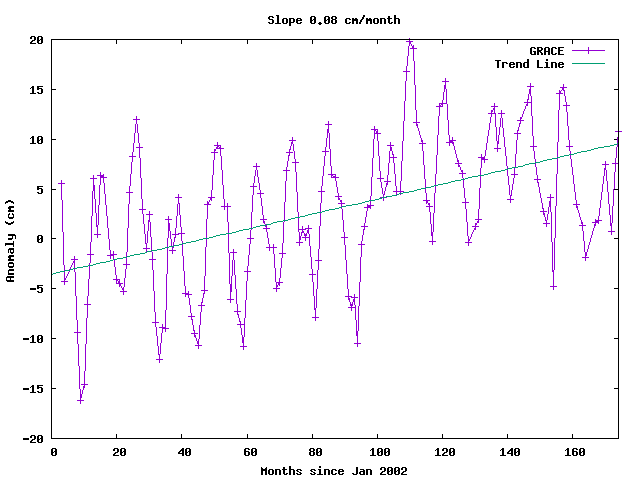 Slope 0.08 cm/month
GRACE
Trend Line
20
15
10
5
0
-5
-10
-15
-20
Anomaly (cm)
0 20 40 60 80 100 120 140 160
Months since Jan 2002